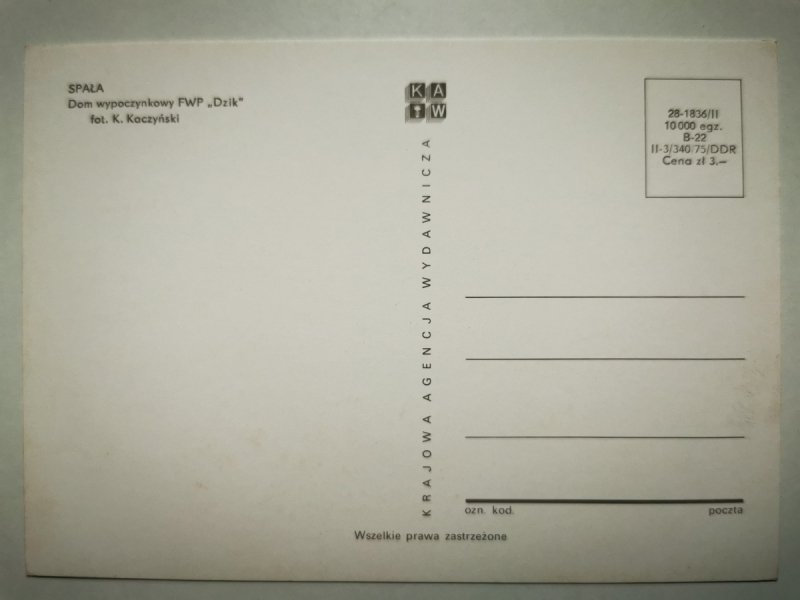 SPAŁA
Dom wypoczynkowy FWP „Dzik”
fot. K. Kaczyński
KA
W
KRAJOWA AGENCJA WYDAWNICZA
28-1836/II
10 000 egz.
B-22
II-3/340/75/DDR
Cena zł 3,—
ozn. kod.
poczta
Wszelkie prawa zastrzeżone